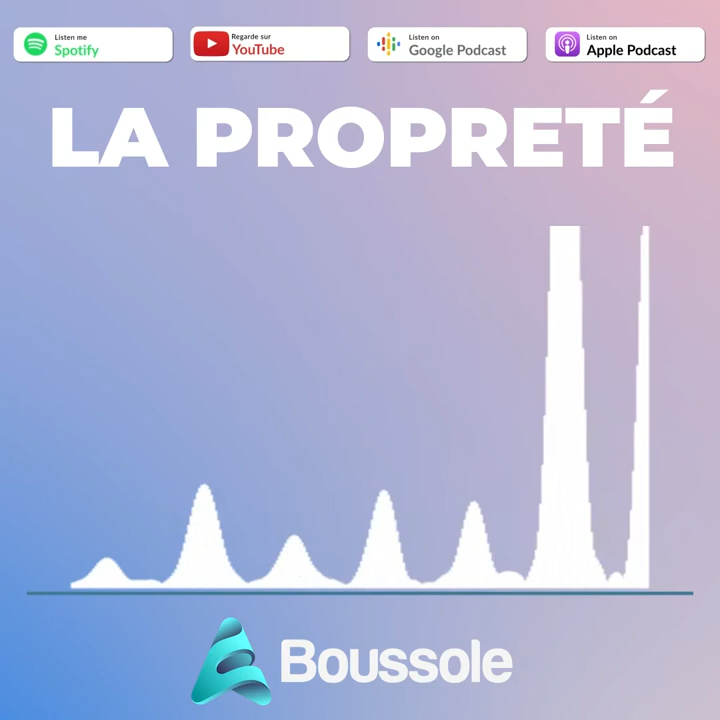 Listen me
Spotify
Regarde sur
YouTube
Listen on
Google Podcast
Listen on
Apple Podcast
LA PROPRETÉ
Boussole